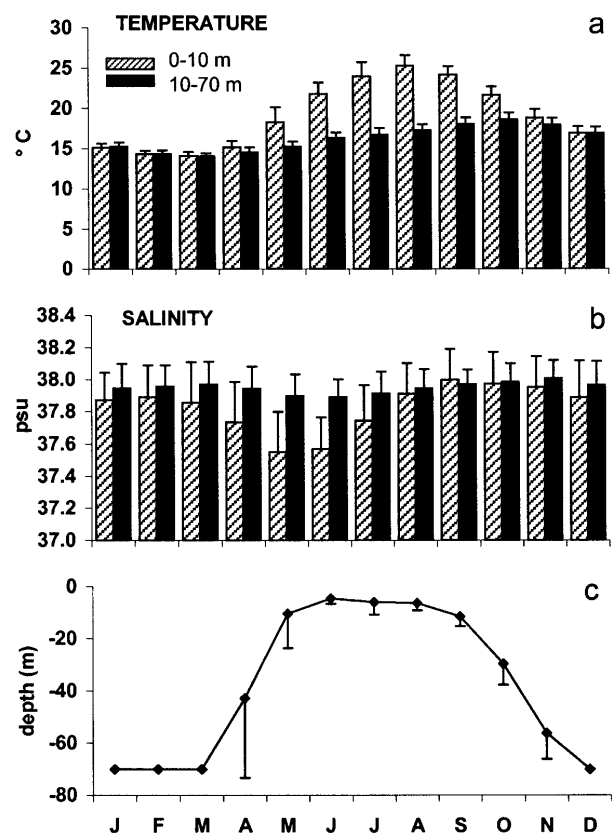 TEMPERATURE
a
0-10 m
10-70 m
30
25
20
15
10
5
0
° C
SALINITY
b
38.4
38.2
38.0
37.8
37.6
37.4
37.2
37.0
psu
c
0
-20
-40
-60
-80
depth (m)
J F M A M J J A S O N D